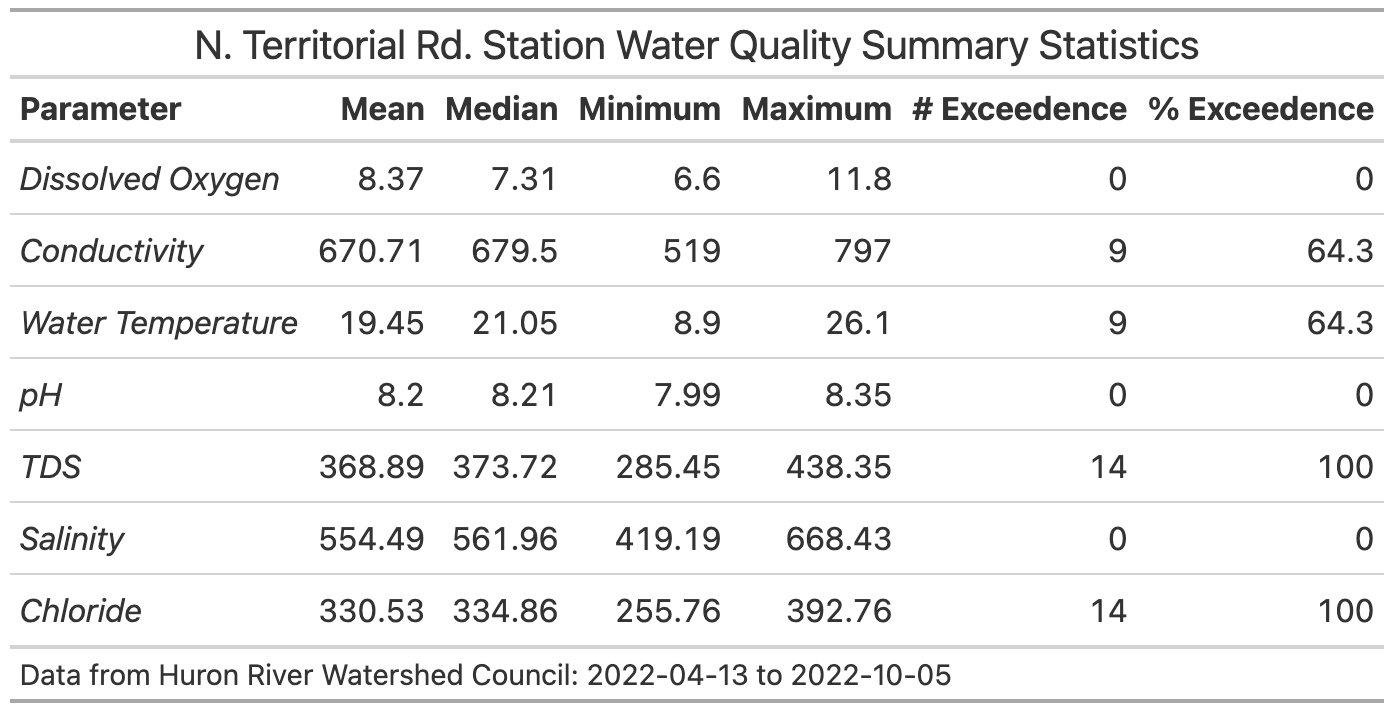 N. Territorial Rd. Station Water Quality Summary Statistics
Parameter Mean Median Minimum Maximum # Exceedence % Exceedence
Dissolved Oxygen 8.37 7.31 6.6 11.8 0 0
Conductivity 670.71 679.5 519 797 9 64.3
Water Temperature 19.45 21.05 8.9 26.1 9 64.3
pH 8.2 8.21 7.99 8.35 0 0
TDS 368.89 373.72 285.45 438.35 14 100
Salinity 554.49 561.96 419.19 668.43 0 0
Chloride 330.53 334.86 255.76 392.76 14 100
Data from Huron River Watershed Council: 2022-04-13 to 2022-10-05